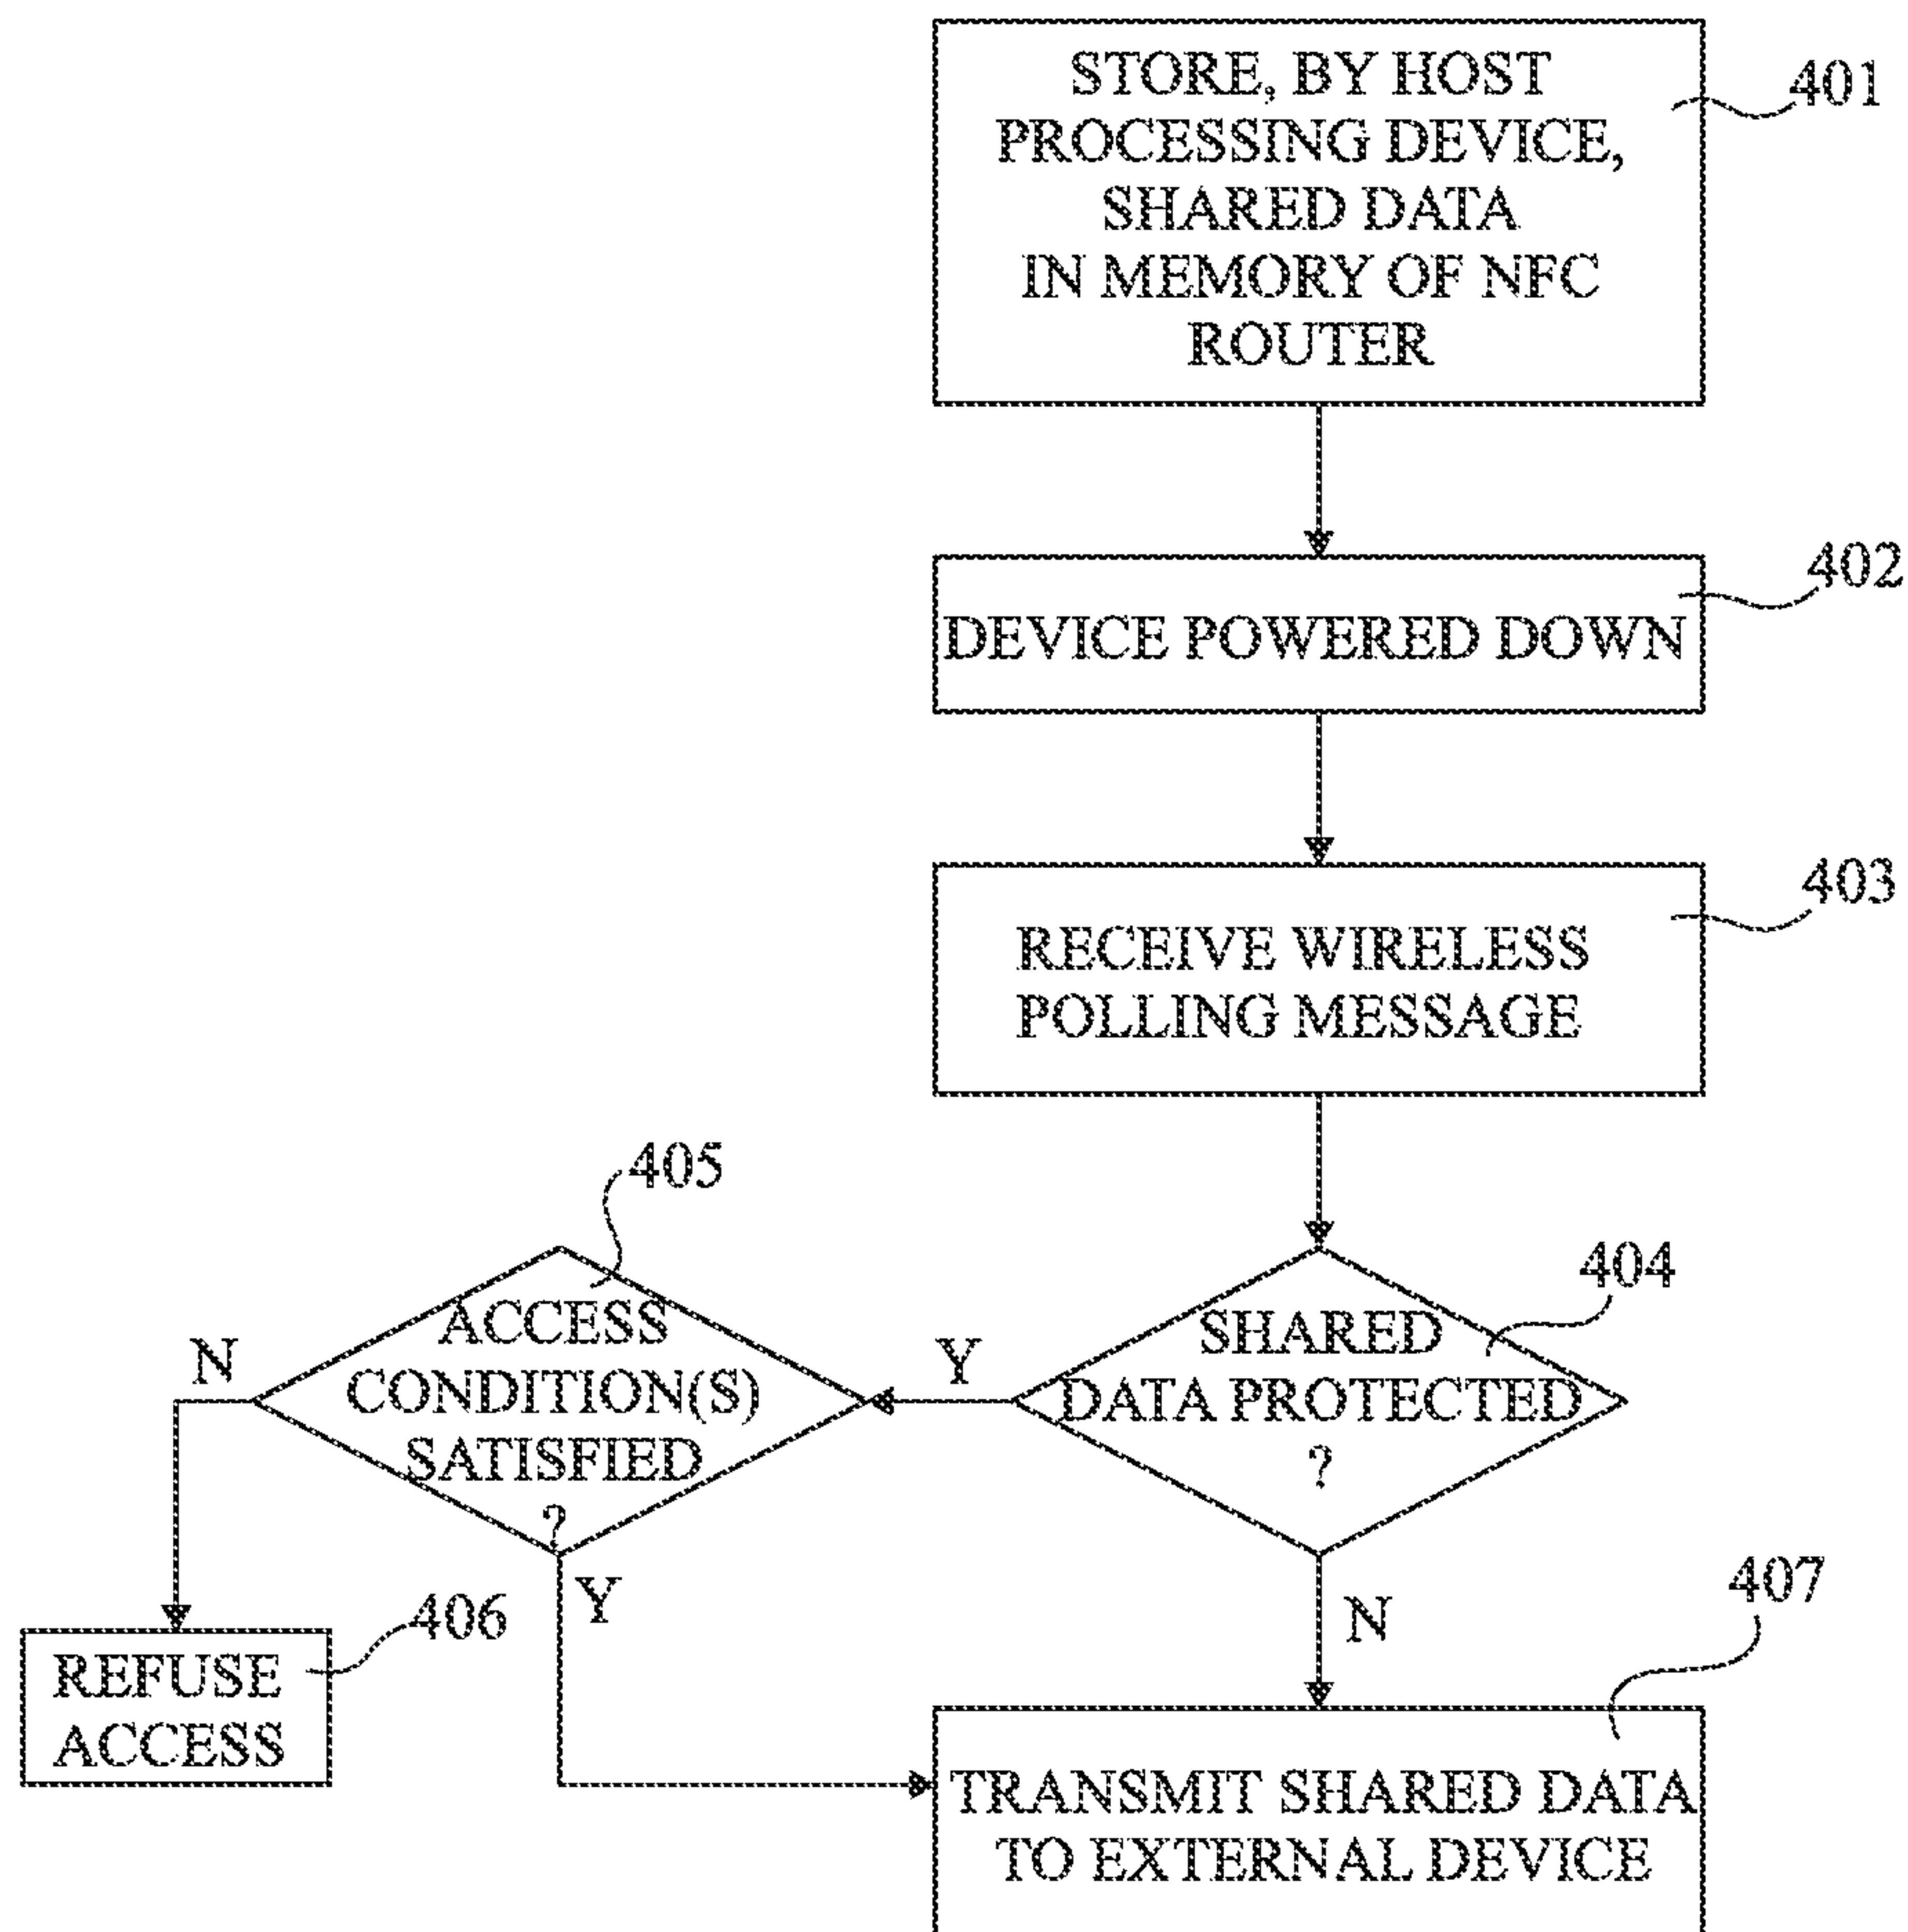 STORE, BY HOST
PROCESSING DEVICE,
SHARED DATA
IN MEMORY OF NFC
ROUTER
401
DEVICE POWERED DOWN
402
RECEIVE WIRELESS
POLLING MESSAGE
403
SHARED
DATA PROTECTED
?
404
Y
N
ACCESS
CONDITION(S)
SATISFIED
?
405
N
Y
REFUSE
ACCESS
406
TRANSMIT SHARED DATA
TO EXTERNAL DEVICE
407